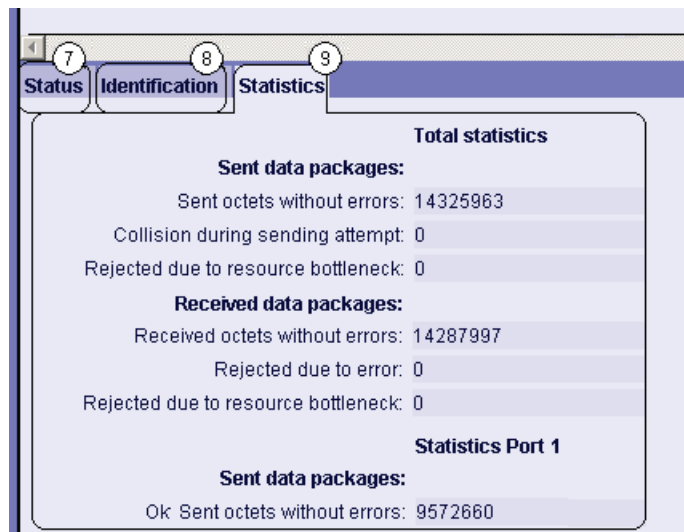 7 8 9
Status Identification Statistics
Total statistics
Sent data packages:
Sent octets without errors: 14325963
Collision during sending attempt: 0
Rejected due to resource bottleneck: 0
Received data packages:
Received octets without errors: 14287997
Rejected due to error: 0
Rejected due to resource bottleneck: 0
Statistics Port 1
Sent data packages:
Ok: Sent octets without errors: 9572660